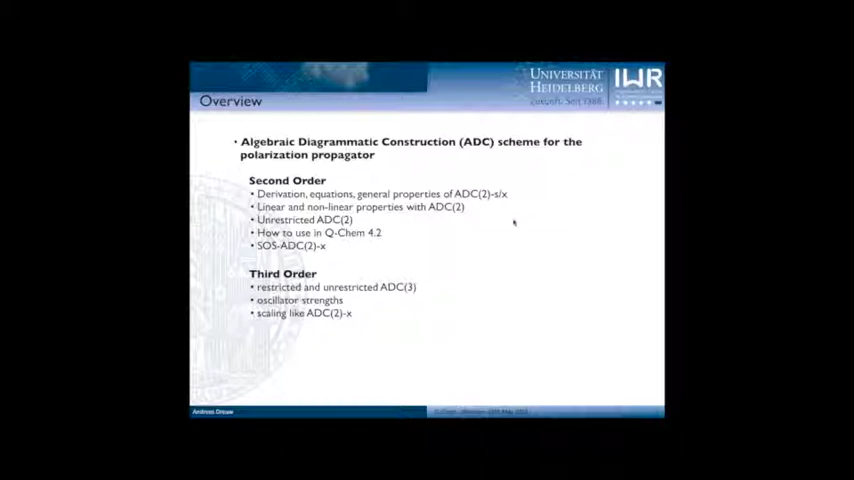 UNIVERSITÄT
HEIDELBERG
Zukunft. Seit 1386.
IWR
Overview
• Algebraic Diagrammatic Construction (ADC) scheme for the
polarization propagator
Second Order
• Derivation, equations, general properties of ADC(2)-s/x
• Linear and non-linear properties with ADC(2)
• Unrestricted ADC(2)
• How to use in Q-Chem 4.2
• SOS-ADC(2)-x
Third Order
• restricted and unrestricted ADC(3)
• oscillator strengths
• scaling like ADC(2)-x
Andreas Dreuw